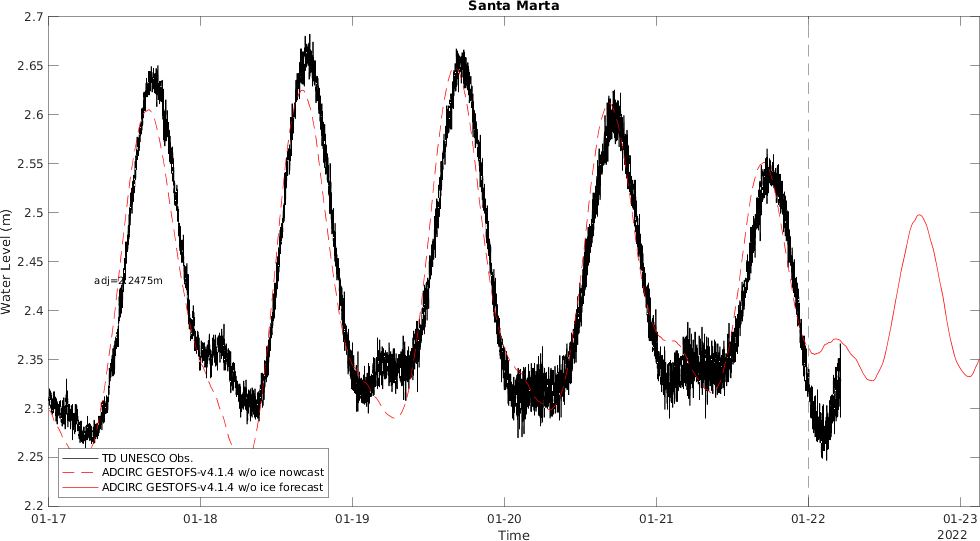 Santa Marta
2.7
2.65
2.6
2.55
2.5
2.45
2.4
2.35
2.3
2.25
2.2
Water Level (m)
adj=2.2475m
TD UNESCO Obs.
ADCIRC GESTOFS-v4.1.4 w/o ice nowcast
ADCIRC GESTOFS-v4.1.4 w/o ice forecast
01-17 01-18 01-19 01-20 01-21 01-22 01-23
Time
2022